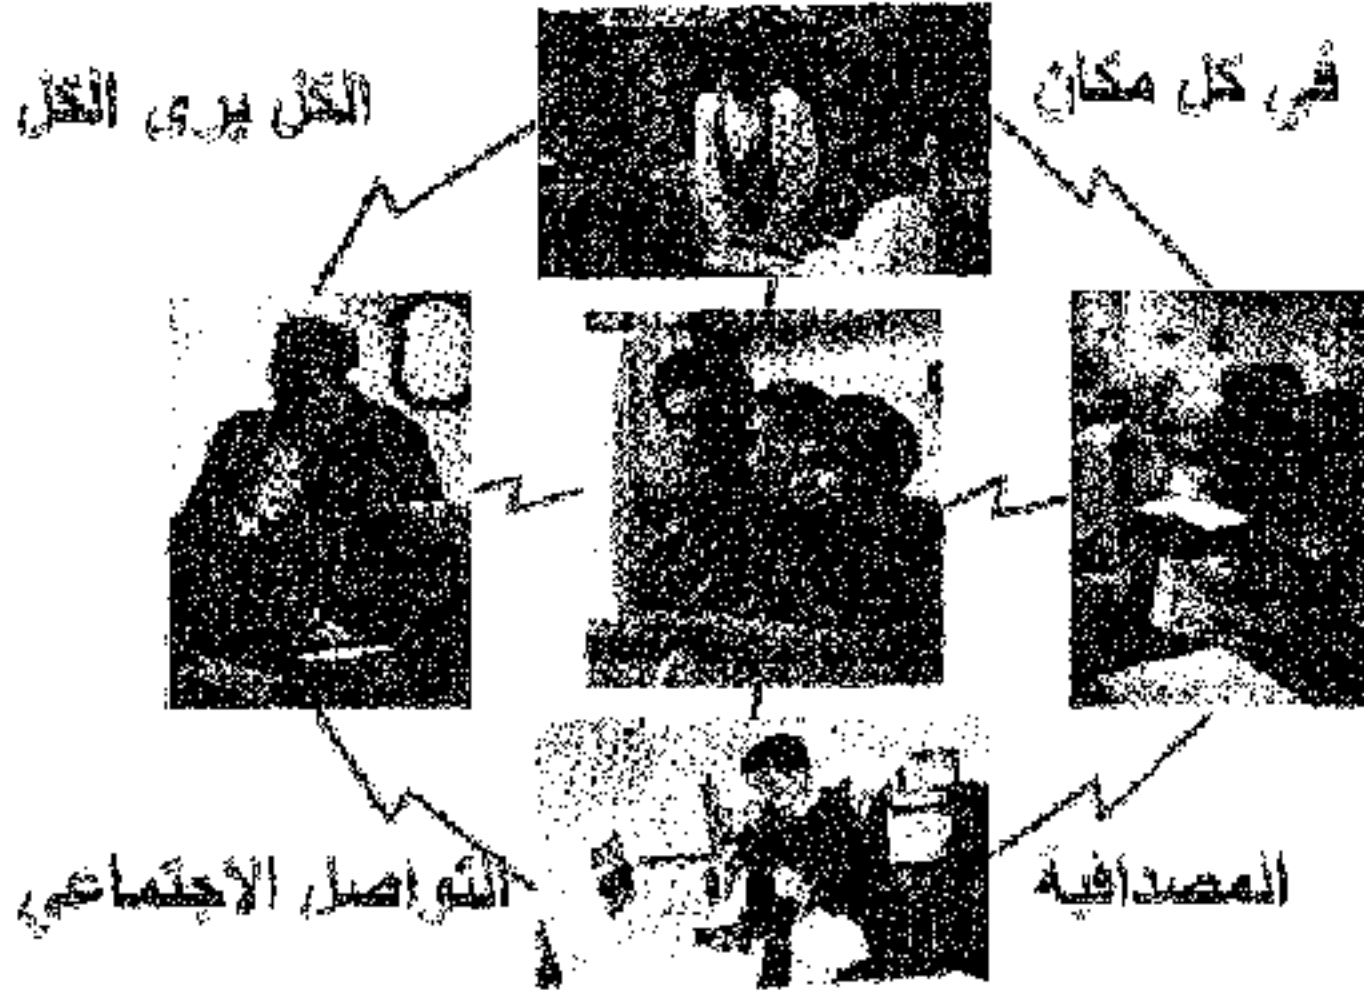 في كل مكان
الكل يرى الكل
المصداقية
التواصل الاجتماعي